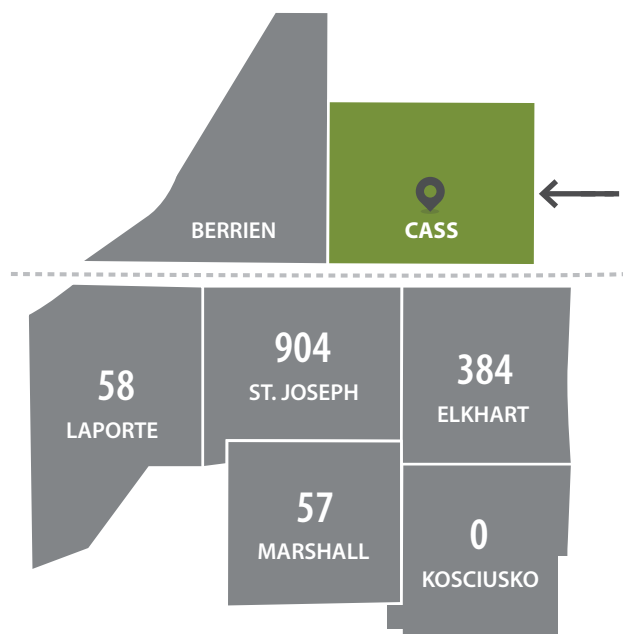 BERRIEN
CASS
58
LAPORTE
904
ST. JOSEPH
384
ELKHART
57
MARSHALL
0
KOSCIUSKO